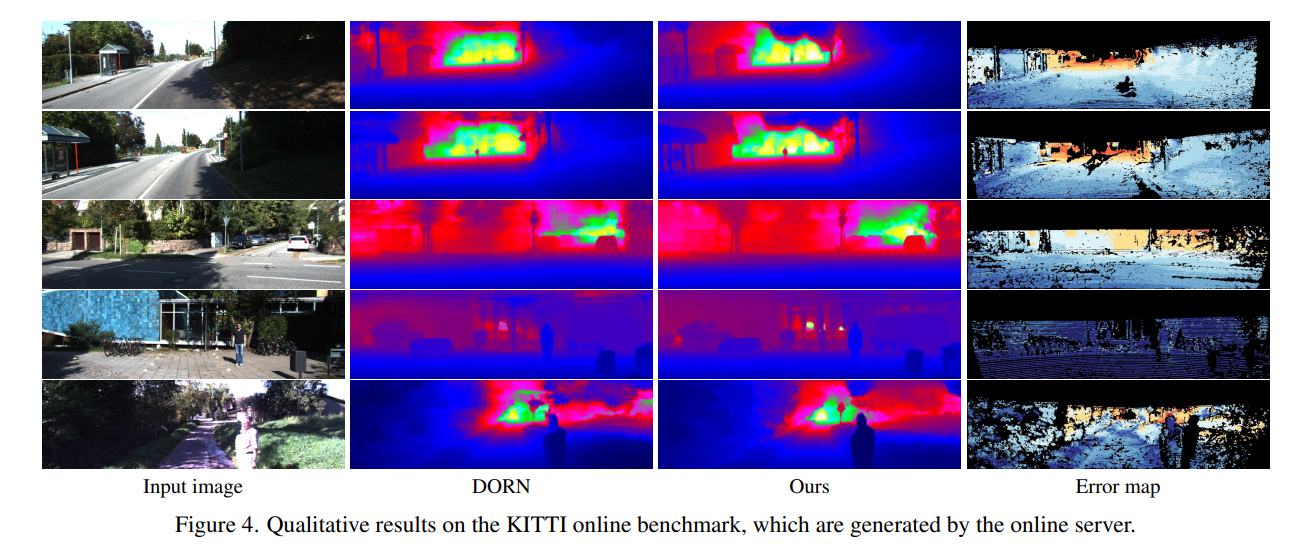 Input image
DORN
Ours
Error map
Figure 4. Qualitative results on the KITTI online benchmark, which are generated by the online server.